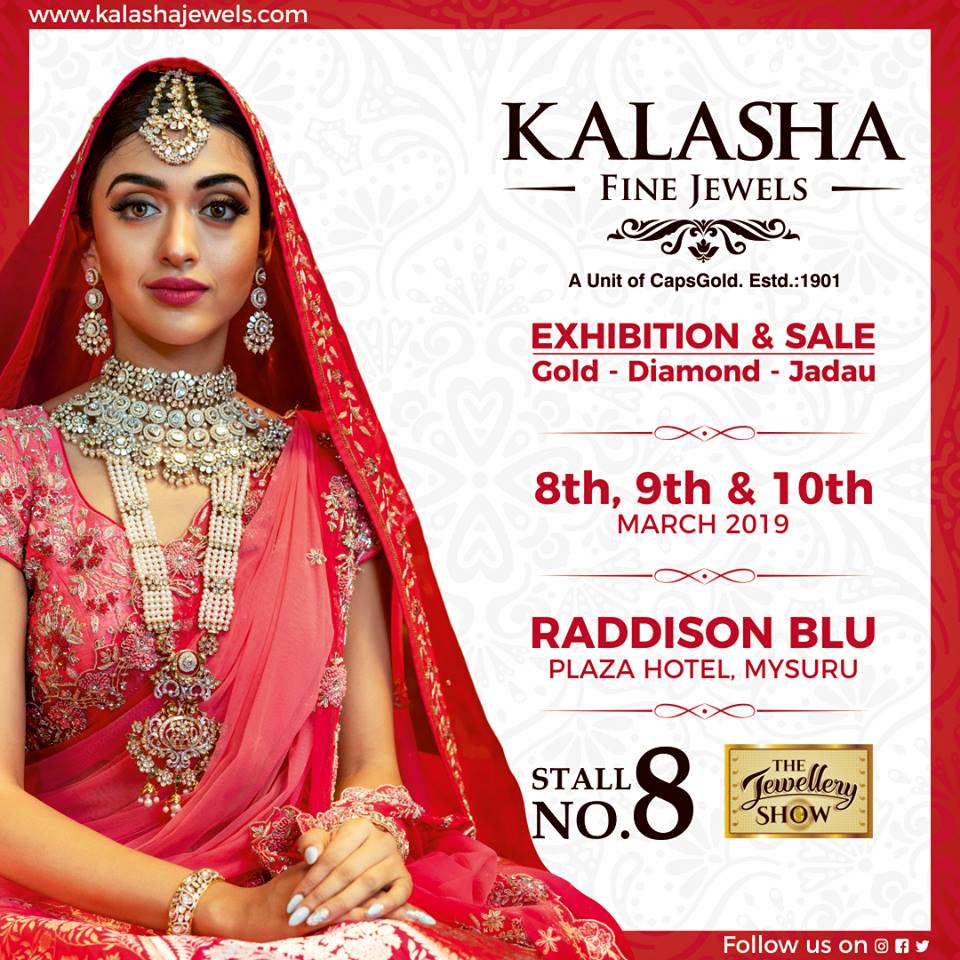 www.kalashajewels.com
KALASHA
FINE JEWELS
A Unit of CapsGold. Estd.:1901
EXHIBITION & SALE
Gold - Diamond - Jadau
8th, 9th & 10th
MARCH 2019
RADDISON BLU
PLAZA HOTEL, MYSURU
STALL
NO.8
THE
Jewellery
SHOW
Follow us on